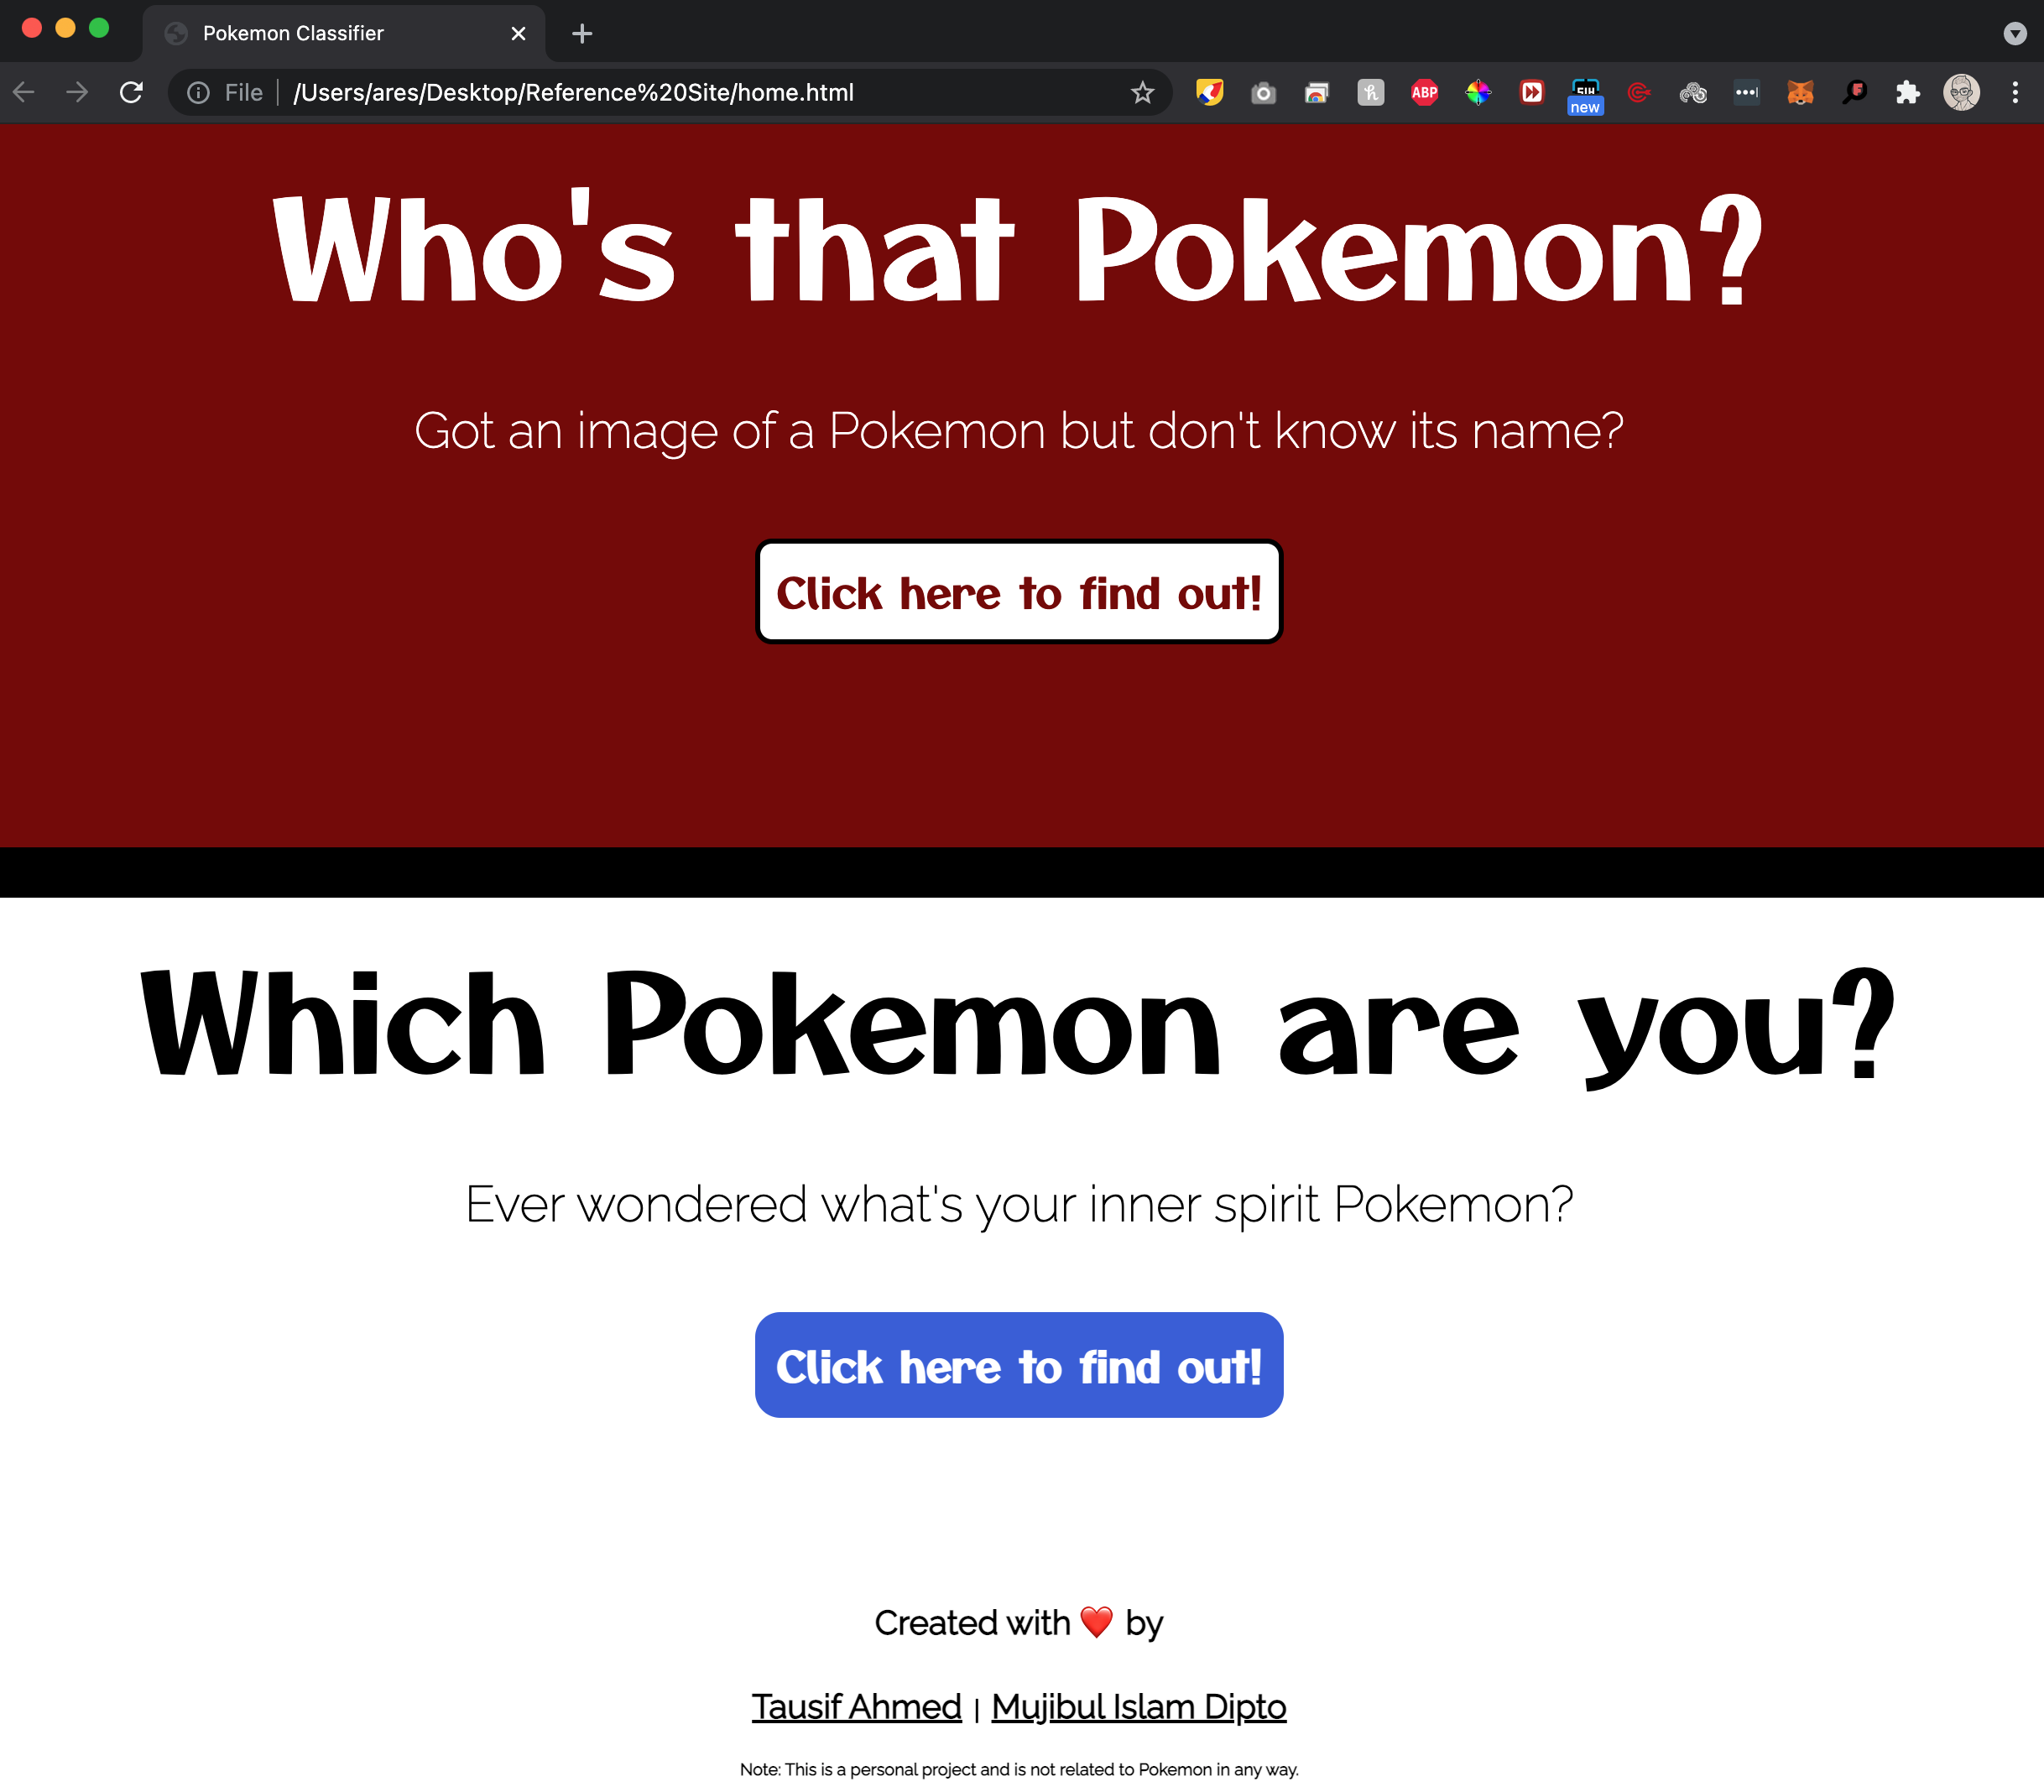 Pokemon Classifier
File
/Users/ares/Desktop/Reference%20Site/home.html
ABP
new
Who's that Pokemon?
Got an image of a Pokemon but don't know its name?
Click here to find out!
Which Pokemon are you?
Ever wondered what's your inner spirit Pokemon?
Click here to find out!
Created with ❤️ by
Tausif Ahmed | Mujibul Islam Dipto
Note: This is a personal project and is not related to Pokemon in any way.